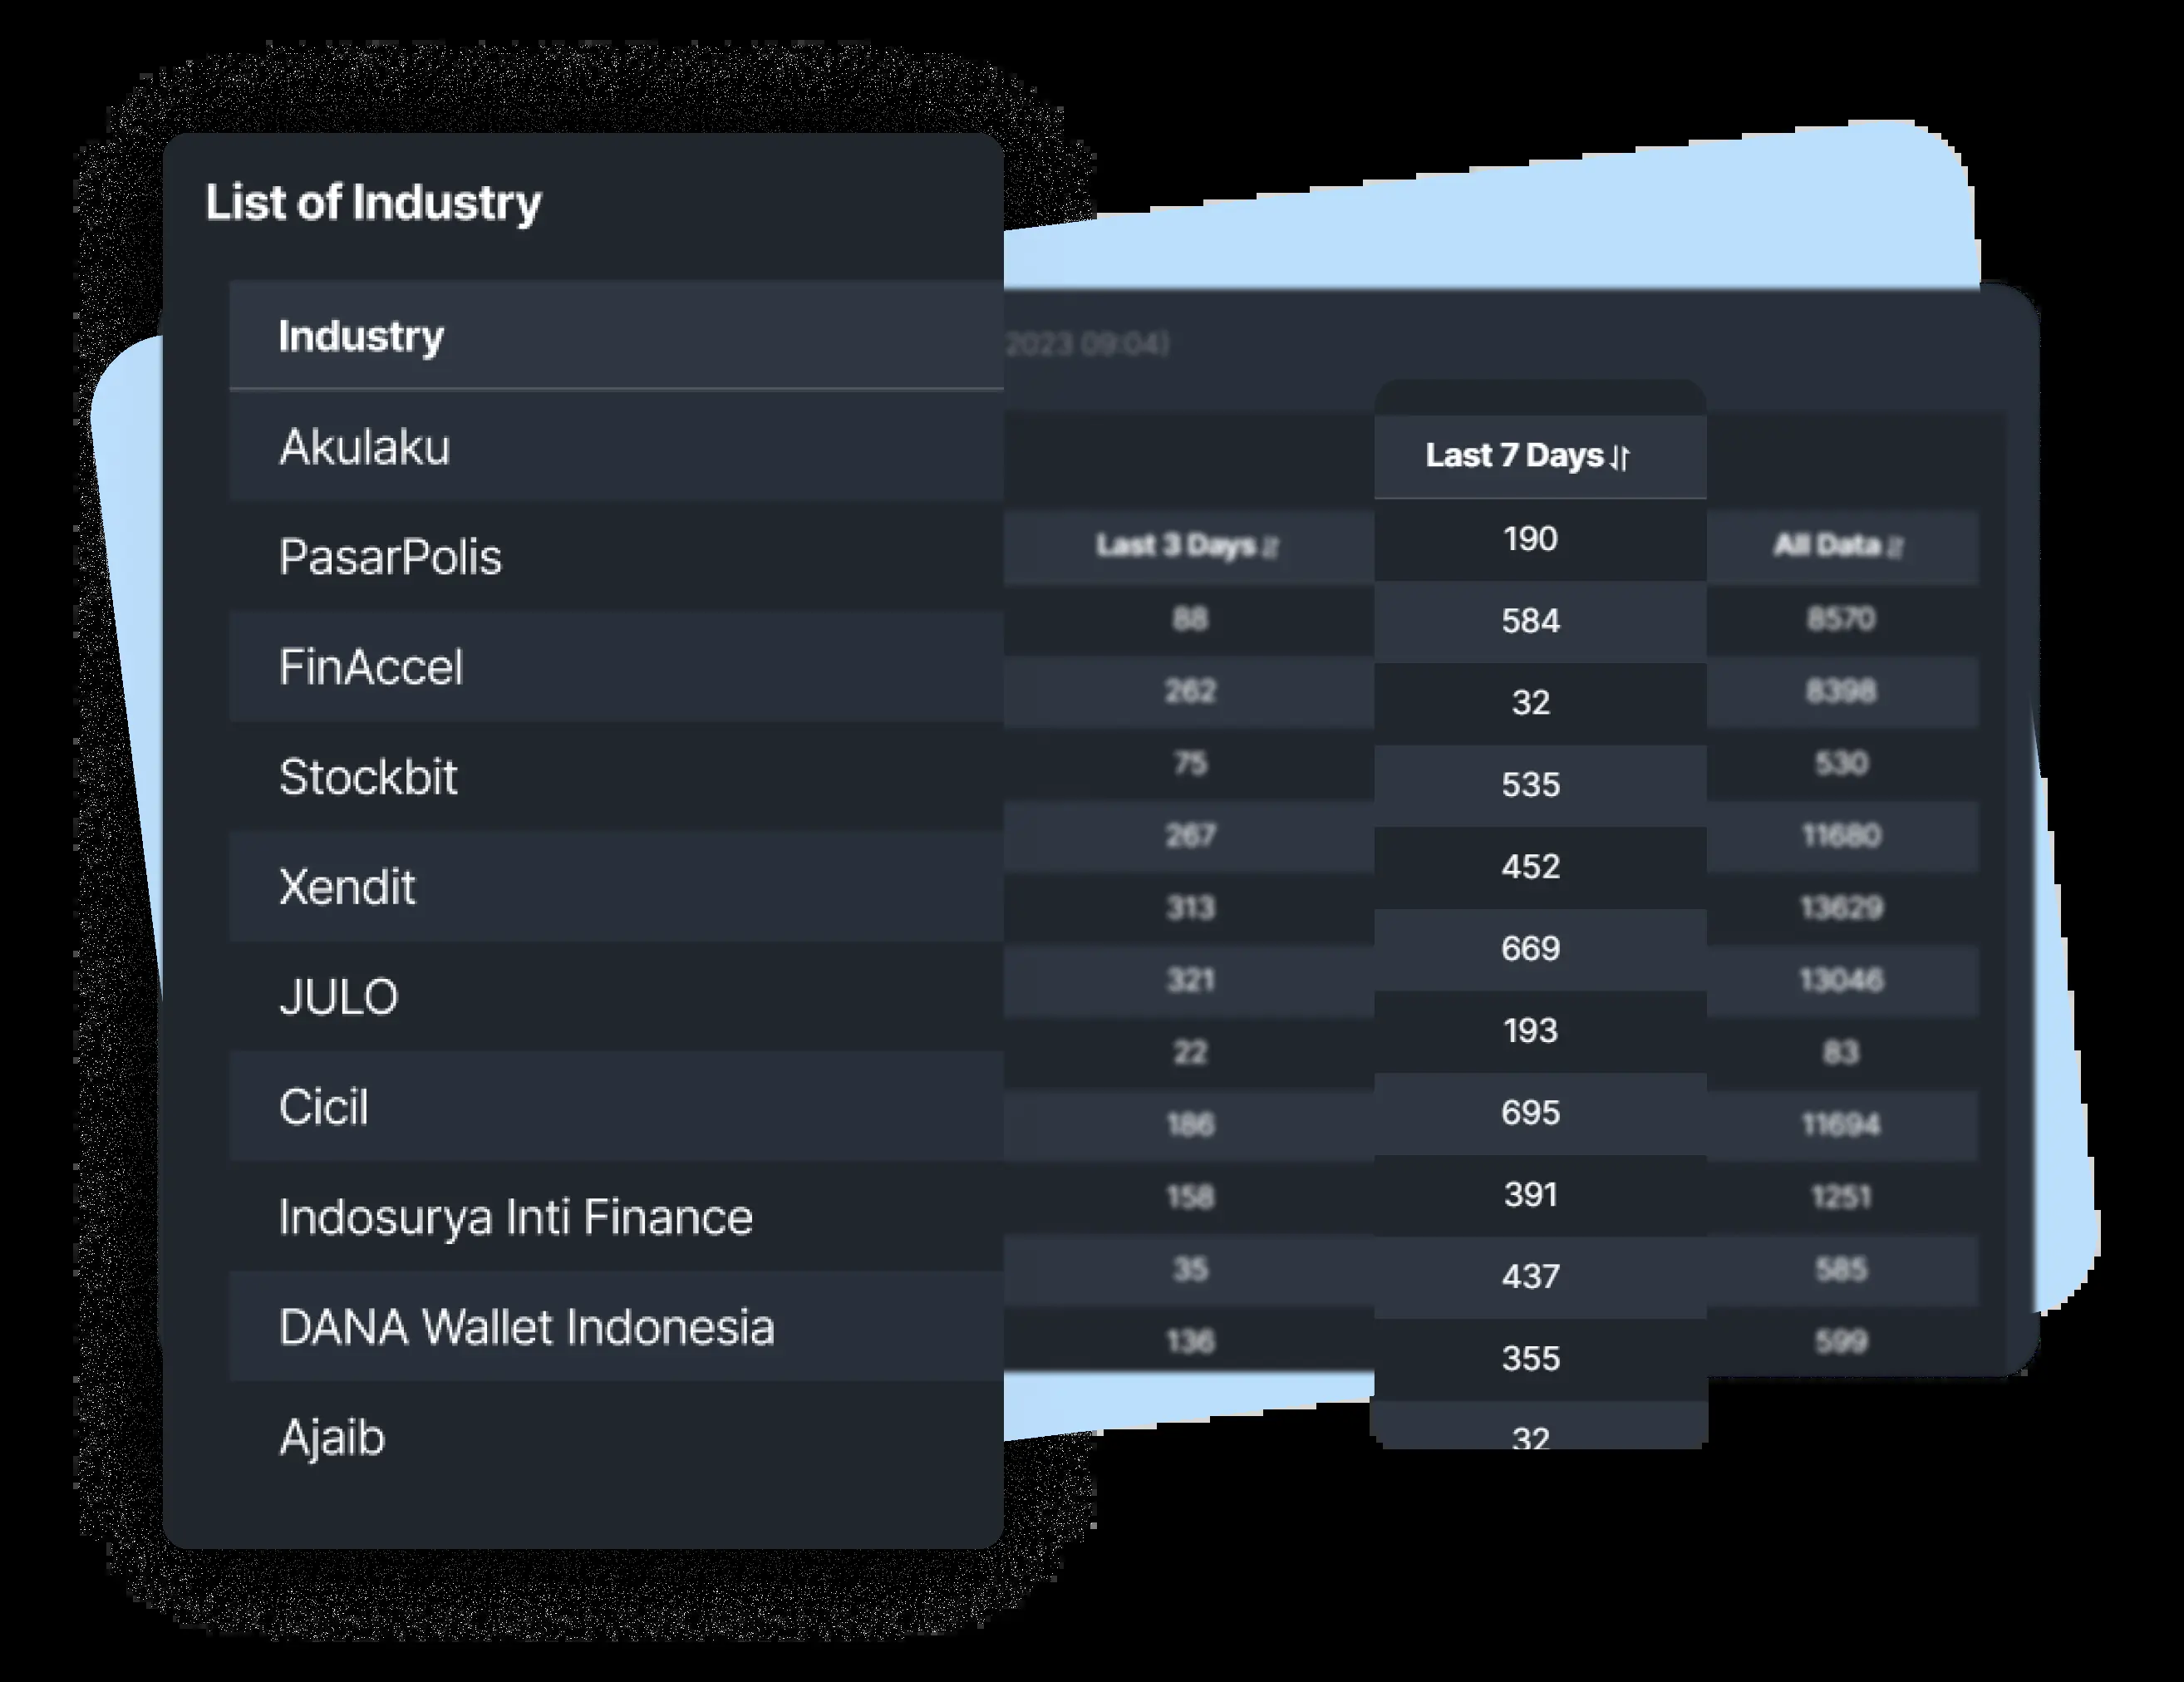 List of Industry
Industry
Akulaku
PasarPolis
FinAccel
Stockbit
Xendit
JULO
Cicil
Indosurya Inti Finance
DANA Wallet Indonesia
Ajaib
2023 09:04)
Last 3 Days
88
262
75
267
313
321
22
186
158
35
136
Last 7 Days
190
584
32
535
452
669
193
695
391
437
355
32
All Data
8570
8398
530
11680
13629
13046
83
11694
1251
585
599